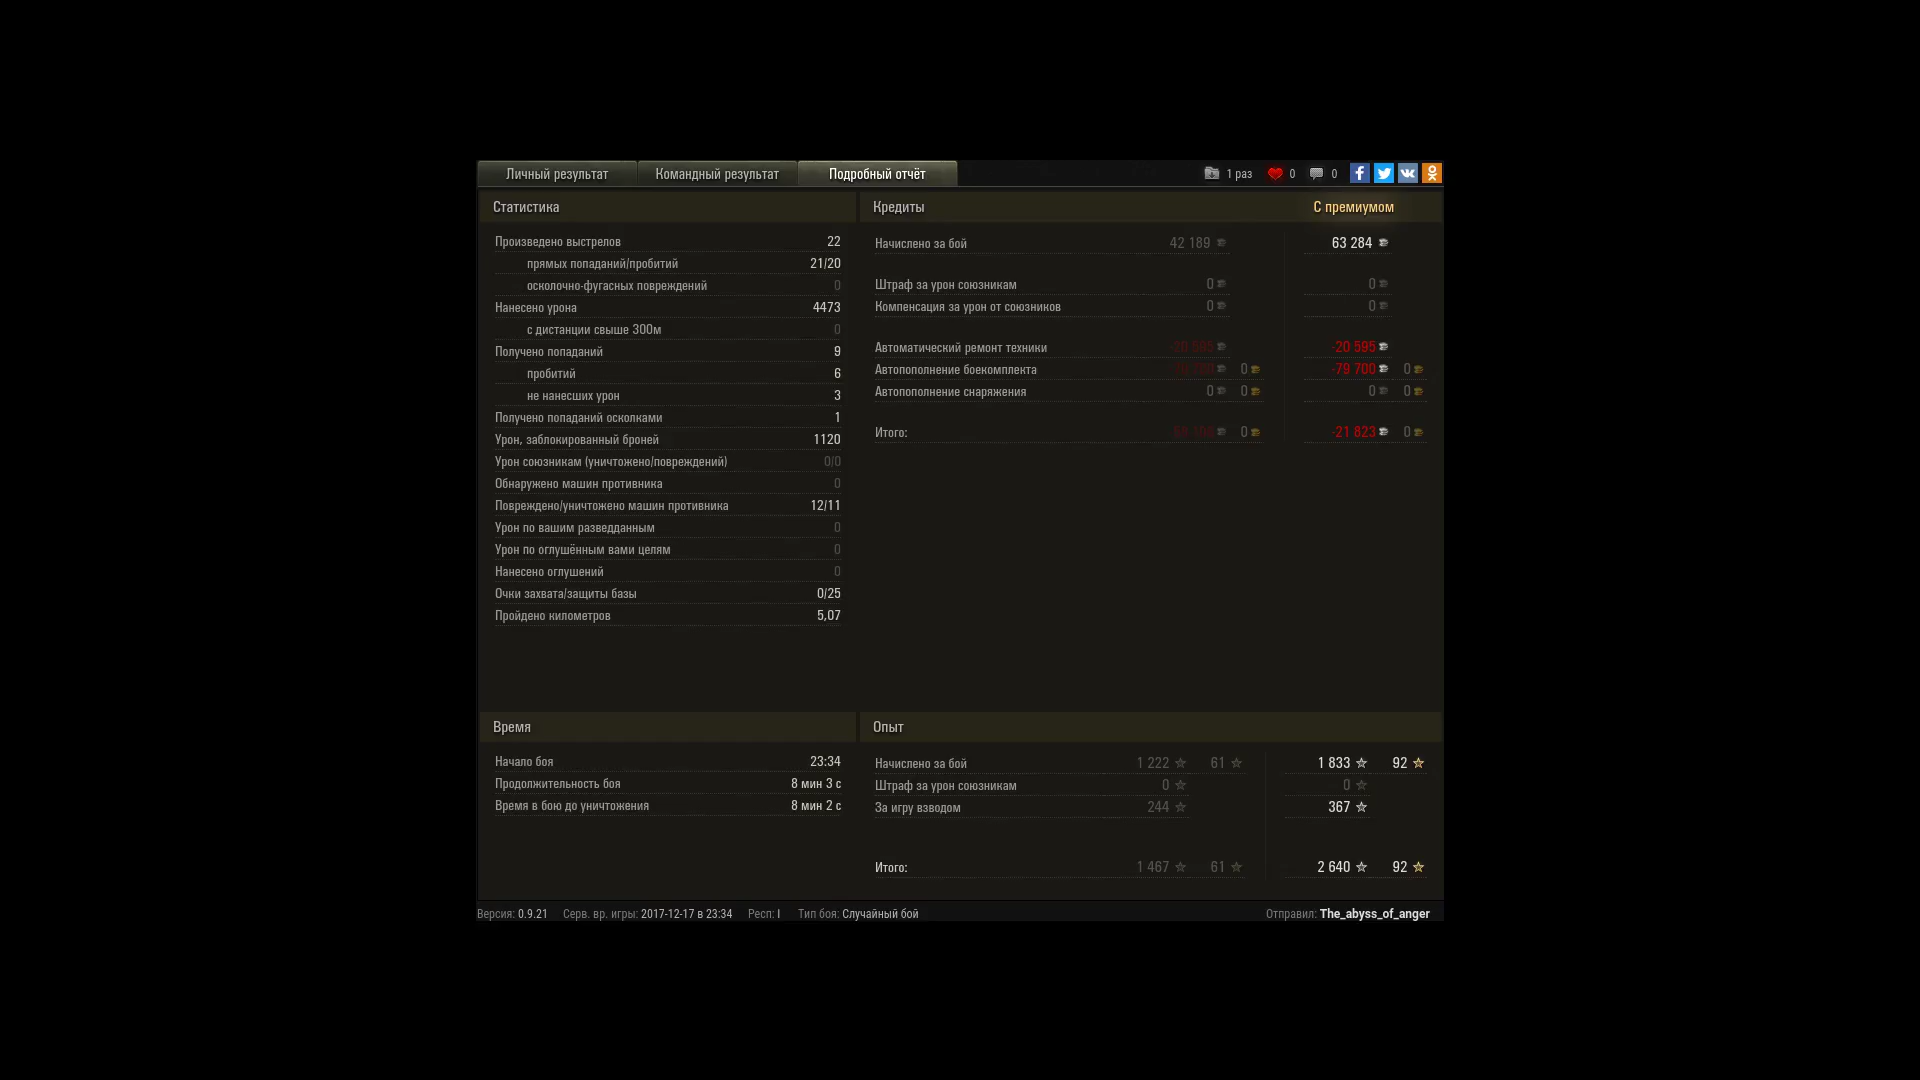 Личный результат Командный результат Подробный отчёт 1 раз 0 0
Статистика
Произведено выстрелов 22
прямых попаданий/пробитий 21/20
осколочно-фугасных повреждений 0
Нанесено урона 4473
с дистанции свыше 300м 0
Получено попаданий 9
пробитий 6
не нанесших урон 3
Получено попаданий осколками 1
Урон, заблокированный броней 1120
Урон союзникам (уничтожено/повреждений) 0/0
Обнаружено машин противника 0
Повреждено/уничтожено машин противника 12/11
Урон по вашим разведданным 0
Урон по оглушённым вами целям 0
Нанесено оглушений 0
Очки захвата/защиты базы 0/25
Пройдено километров 5,07
Кредиты С премиумом
Начислено за бой 42 189 63 284
Штраф за урон союзникам 0 0
Компенсация за урон от союзников 0 0
Автоматический ремонт техники -20 595 -20 595
Автопополнение боекомплекта 0 -79 700 0
Автопополнение снаряжения 0 0 0 0
Итого: 0 -21 823 0
Время
Начало боя 23:34
Продолжительность боя 8 мин 3 с
Время в бою до уничтожения 8 мин 2 с
Опыт
Начислено за бой 1 222 61 1 833 92
Штраф за урон союзникам 0 0
За игру взводом 244 367
Итого: 1 467 61 2 640 92
Версия: 0.9.21 Серв. вр. игры: 2017-12-17 в 23:34 Респ: I Тип боя: Случайный бой Отправил: The_abyss_of_anger